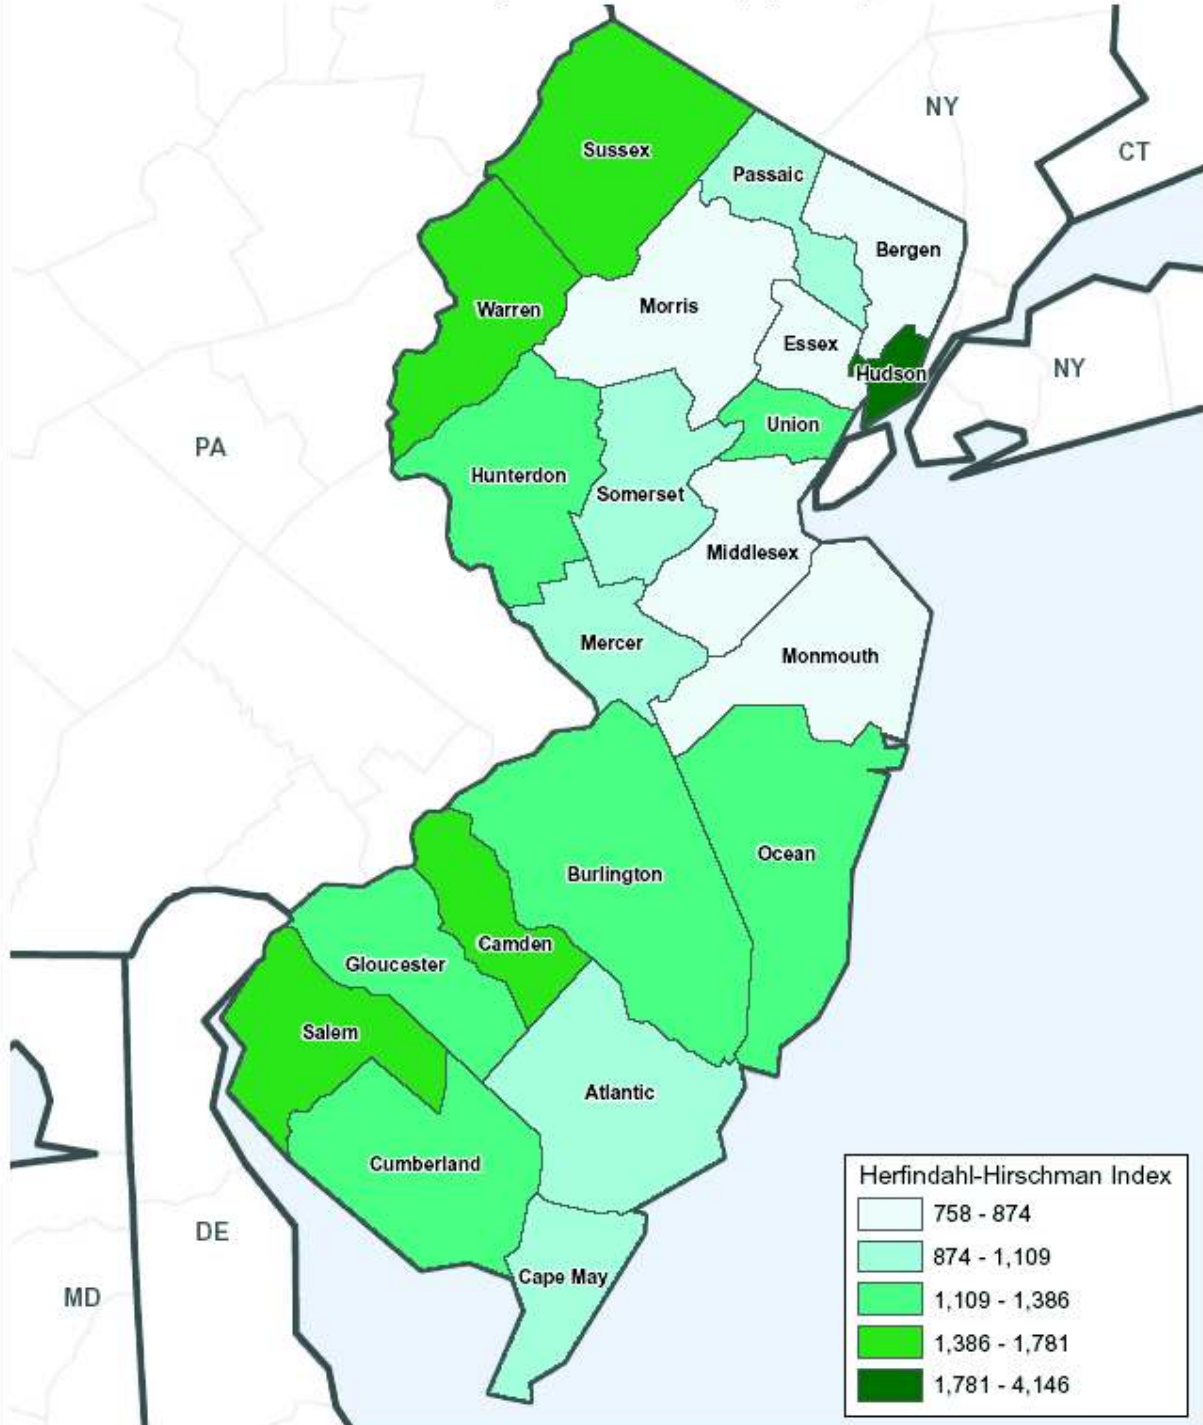 NY
CT
Sussex
Passaic
Bergen
Warren
Morris
Essex
Hudson
NY
Union
PA
Hunterdon
Somerset
Middlesex
Mercer
Monmouth
Ocean
Burlington
Camden
Gloucester
Salem
Atlantic
Cumberland
DE
Cape May
MD
Herfindahl-Hirschman Index
758 - 874
874 - 1,109
1,109 - 1,386
1,386 - 1,781
1,781 - 4,146